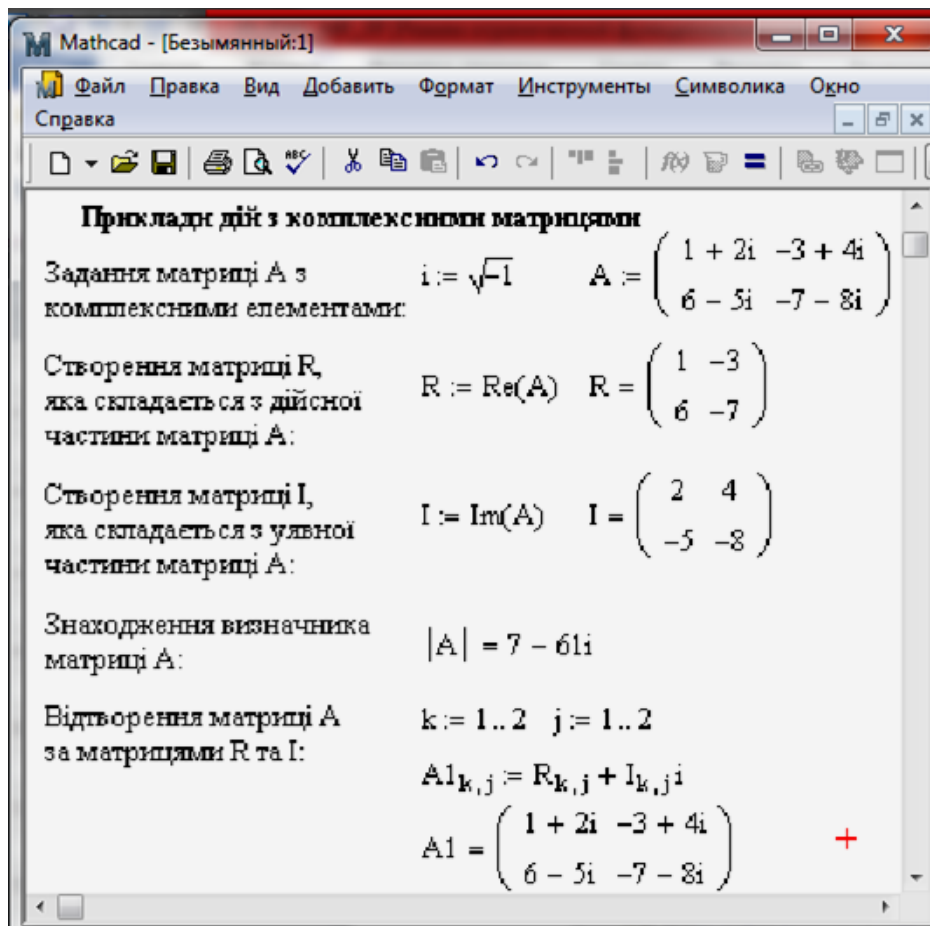 Mathcad - [Безымянный:1]
Файл Правка Вид Добавить Формат Инструменты Символика Окно
Справка
Приклади дій з комплексними матрицями
Задання матриці A з
комплексними елементами:
i := √-1 A := ( 1 + 2i -3 + 4i
6 - 5i -7 - 8i )
Створення матриці R,
яка складається з дійсної
частини матриці A:
R := Re(A) R = ( 1 -3
6 -7 )
Створення матриці I,
яка складається з уявної
частини матриці A:
I := Im(A) I = ( 2 4
-5 -8 )
Знаходження визначника
матриці A:
|A| = 7 - 61i
Відтворення матриці A
за матрицями R та I:
k := 1.. 2 j := 1.. 2
A1k,j := Rk,j + Ik,ji
A1 = ( 1 + 2i -3 + 4i
6 - 5i -7 - 8i )